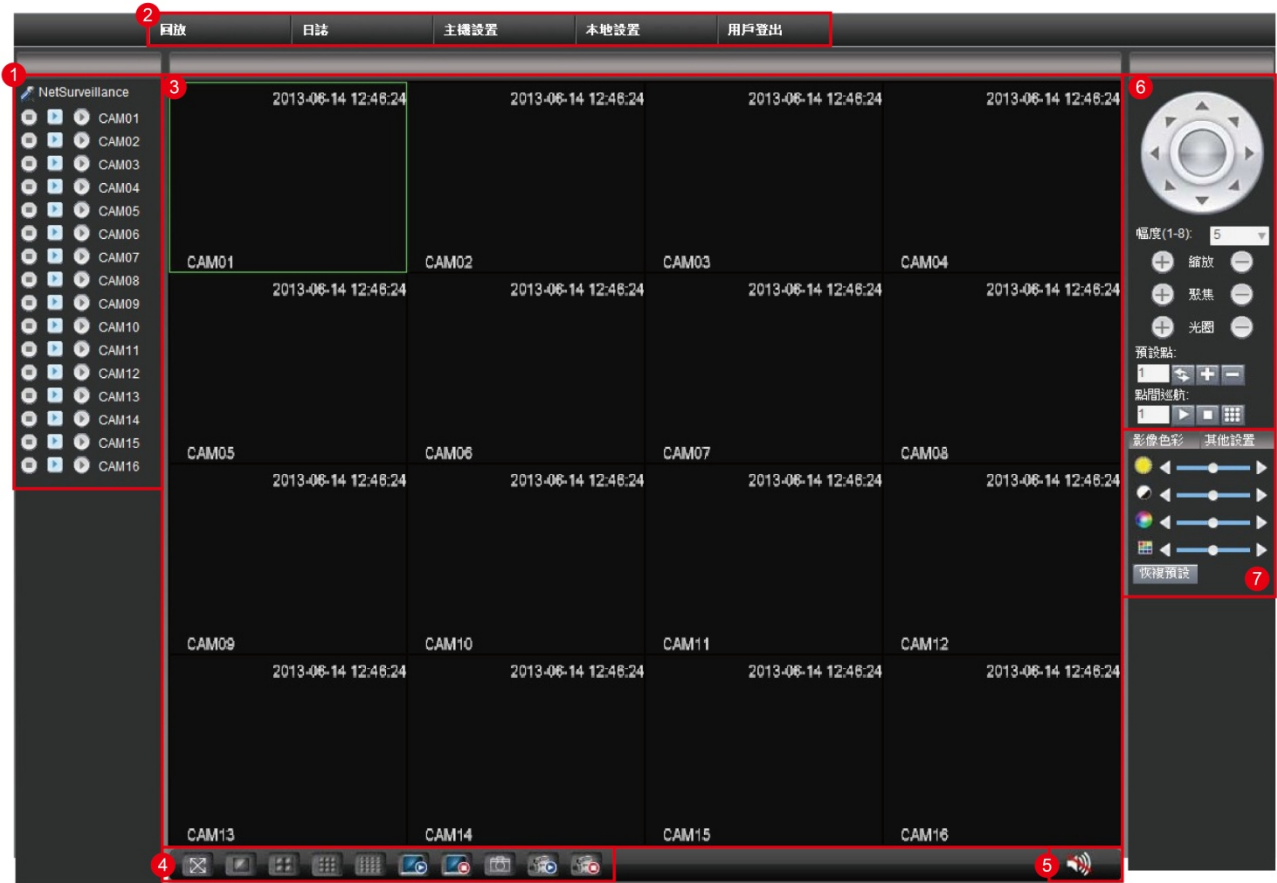 2
回放 日誌 主機設置 本地設置 用戶登出
1
NetSurveillance
CAM01
CAM02
CAM03
CAM04
CAM05
CAM06
CAM07
CAM08
CAM09
CAM10
CAM11
CAM12
CAM13
CAM14
CAM15
CAM16
3
2013-06-14 12:46:24 2013-06-14 12:46:24 2013-06-14 12:46:24 2013-06-14 12:46:24
CAM01 CAM02 CAM03 CAM04
2013-06-14 12:46:24 2013-06-14 12:46:24 2013-06-14 12:46:24 2013-06-14 12:46:24
CAM05 CAM06 CAM07 CAM08
2013-06-14 12:46:24 2013-06-14 12:46:24 2013-06-14 12:46:24 2013-06-14 12:46:24
CAM09 CAM10 CAM11 CAM12
2013-06-14 12:46:24 2013-06-14 12:46:24 2013-06-14 12:46:24 2013-06-14 12:46:24
CAM13 CAM14 CAM15 CAM16
4
5
6
幅度(1-8): 5
縮放
聚焦
光圈
預設點:
1
點間巡航:
1
影像色彩 其他設置
恢複預設
7